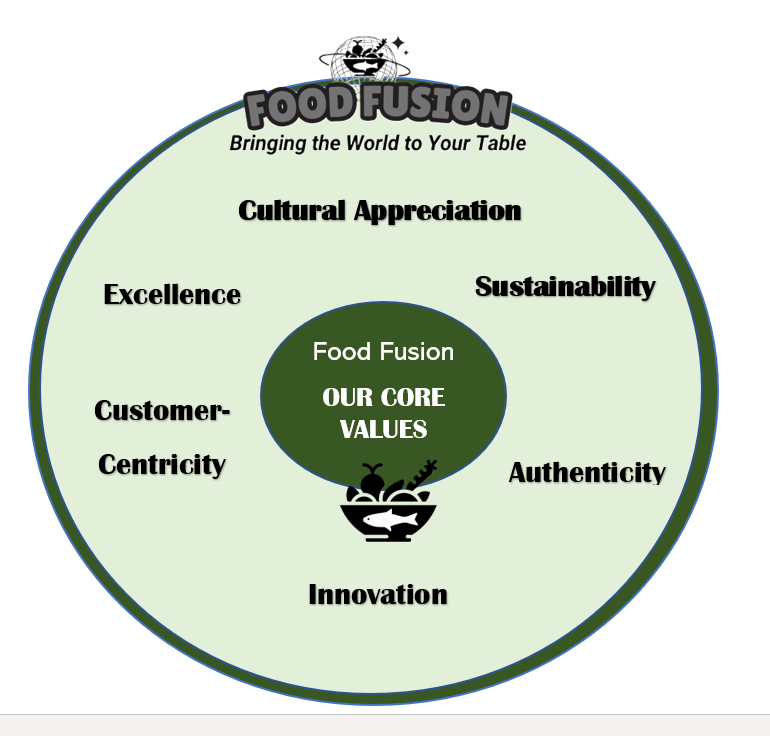 FOOD FUSION
Bringing the World to Your Table
Cultural Appreciation
Excellence
Sustainability
Food Fusion
OUR CORE
VALUES
Customer-
Centricity
Authenticity
Innovation